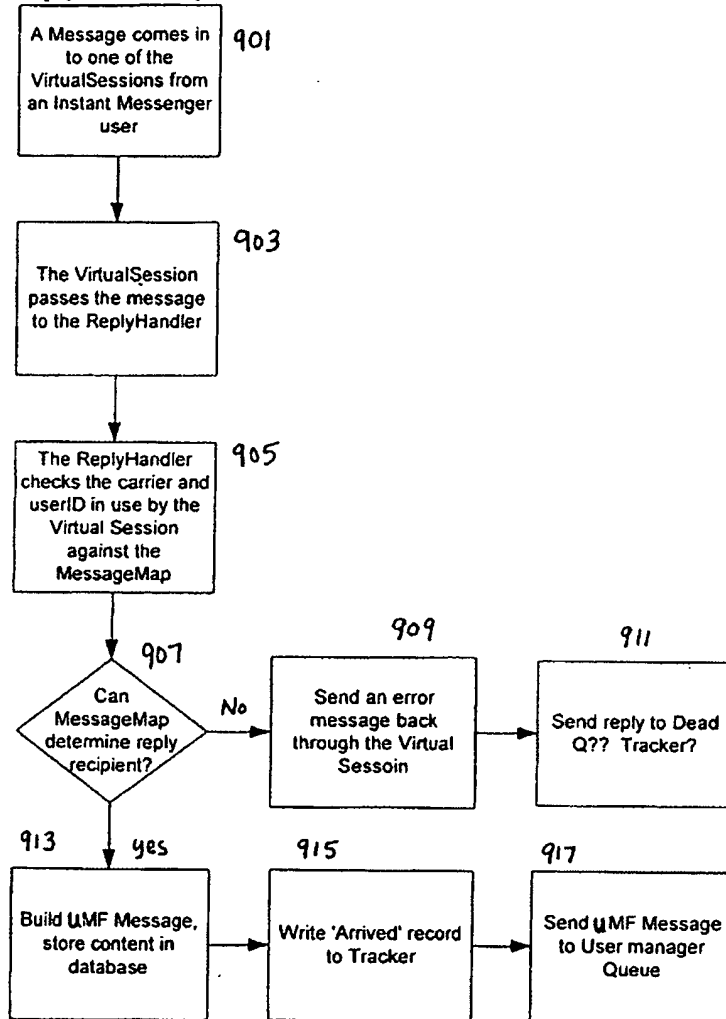 A Message comes in
to one of the
VirtualSessions from
an Instant Messenger
user
901
The VirtualSession
passes the message
to the ReplyHandler
903
The ReplyHandler
checks the carrier and
userID in use by the
Virtual Session
against the
MessageMap
905
907
Can
MessageMap
determine reply
recipient?
No
909
Send an error
message back
through the Virtual
Sessoin
911
Send reply to Dead
Q?? Tracker?
yes
913
Build UMF Message,
store content in
database
915
Write 'Arrived' record
to Tracker
917
Send UMF Message
to User manager
Queue